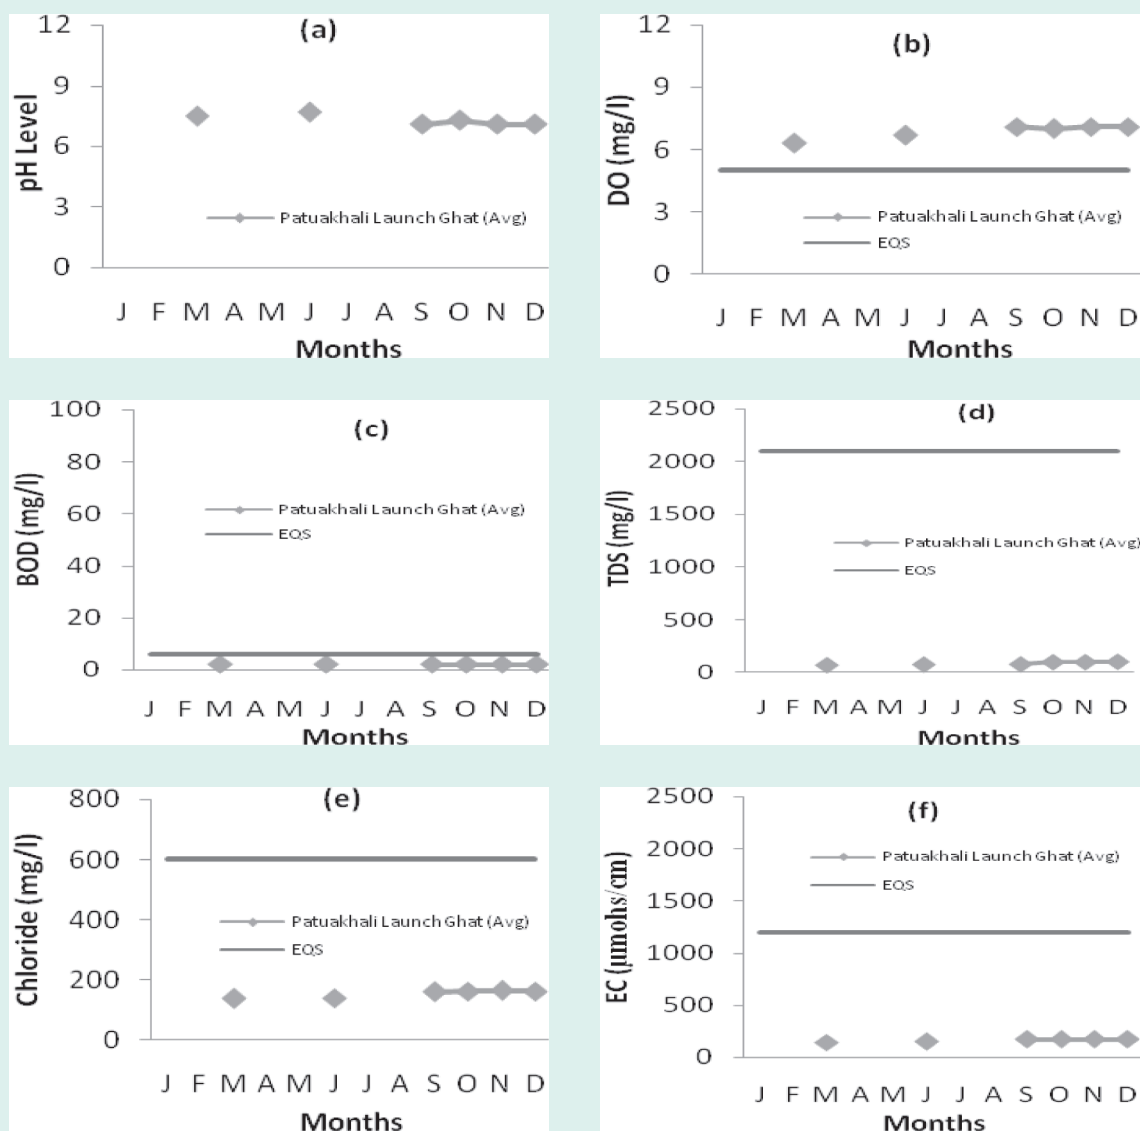 (a)
12
9
6
3
0
pH Level
Patuakhali Launch Ghat (Avg)
J F M A M J J A S O N D
Months
(b)
12
9
6
3
0
DO (mg/l)
Patuakhali Launch Ghat (Avg)
EQS
J F M A M J J A S O N D
Months
(c)
100
80
60
40
20
0
BOD (mg/l)
Patuakhali Launch Ghat (Avg)
EQS
J F M A M J J A S O N D
Months
(d)
2500
2000
1500
1000
500
0
TDS (mg/l)
Patuakhali Launch Ghat (Avg)
EQS
J F M A M J J A S O N D
Months
(e)
800
600
400
200
0
Chloride (mg/l)
Patuakhali Launch Ghat (Avg)
EQS
J F M A M J J A S O N D
Months
(f)
2500
2000
1500
1000
500
0
EC (µmohs/cm)
Patuakhali Launch Ghat (Avg)
EQS
J F M A M J J A S O N D
Months